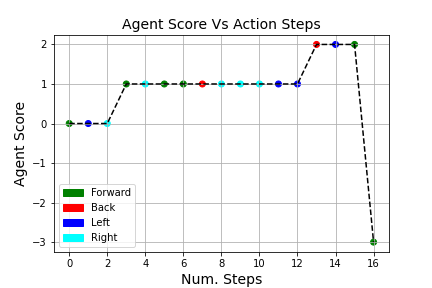 Agent Score Vs Action Steps
Agent Score
2
1
0
−1
−2
−3
Forward
Back
Left
Right
0 2 4 6 8 10 12 14 16
Num. Steps